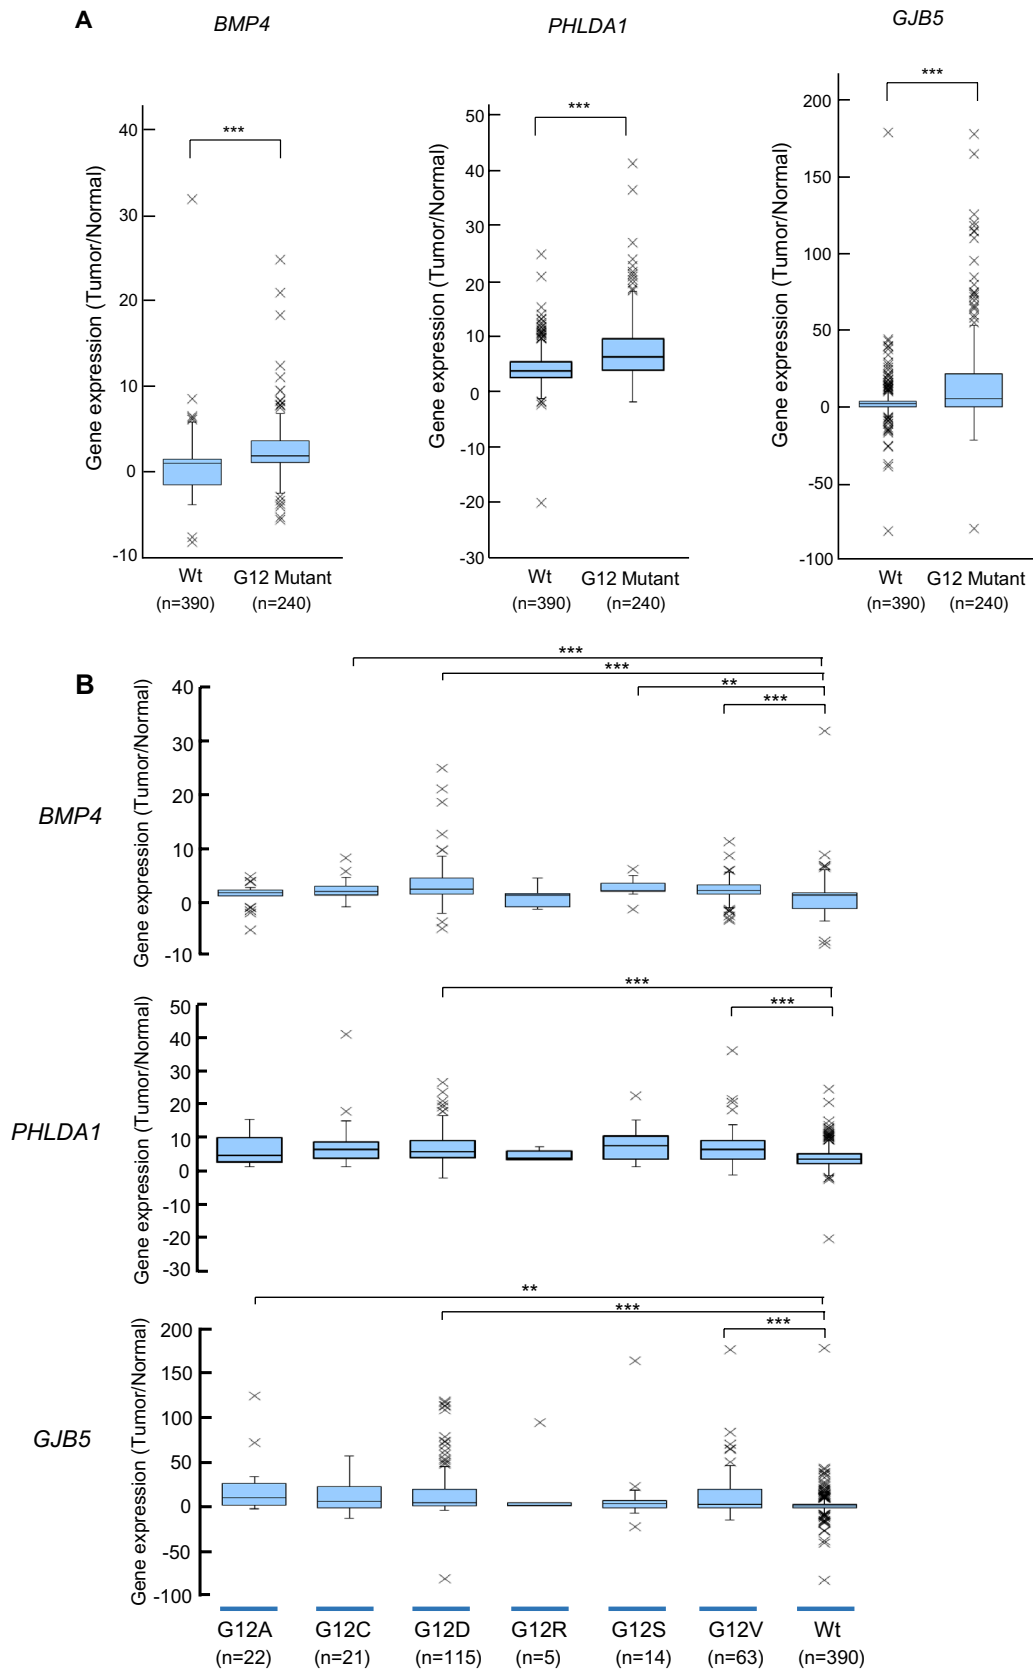 A
BMP4
PHLDA1
GJB5
Gene expression (Tumor/Normal)
40
30
20
10
0
-10
***
Wt
(n=390)
G12 Mutant
(n=240)
Gene expression (Tumor/Normal)
50
40
30
20
10
0
-10
-20
-30
***
Wt
(n=390)
G12 Mutant
(n=240)
Gene expression (Tumor/Normal)
200
150
100
50
0
-50
-100
***
Wt
(n=390)
G12 Mutant
(n=240)
B
BMP4
Gene expression (Tumor/Normal)
40
30
20
10
0
-10
***
***
**
***
PHLDA1
Gene expression (Tumor/Normal)
50
40
30
20
10
0
-10
-20
-30
***
***
GJB5
Gene expression (Tumor/Normal)
200
150
100
50
0
-50
-100
**
***
***
G12A G12C G12D G12R G12S G12V Wt
(n=22) (n=21) (n=115) (n=5) (n=14) (n=63) (n=390)